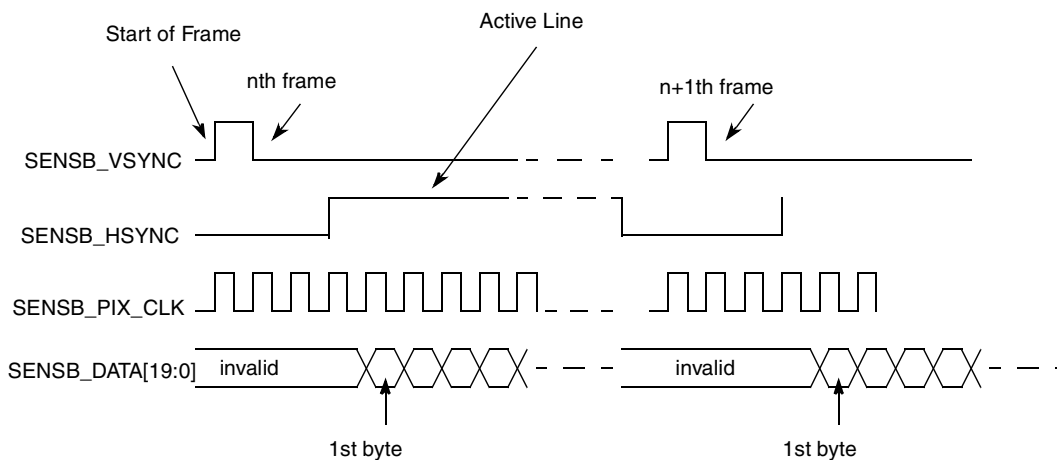 Active Line
Start of Frame
nth frame
n+1th frame
SENSB_VSYNC
SENSB_HSYNC
SENSB_PIX_CLK
SENSB_DATA[19:0]
invalid
invalid
1st byte
1st byte